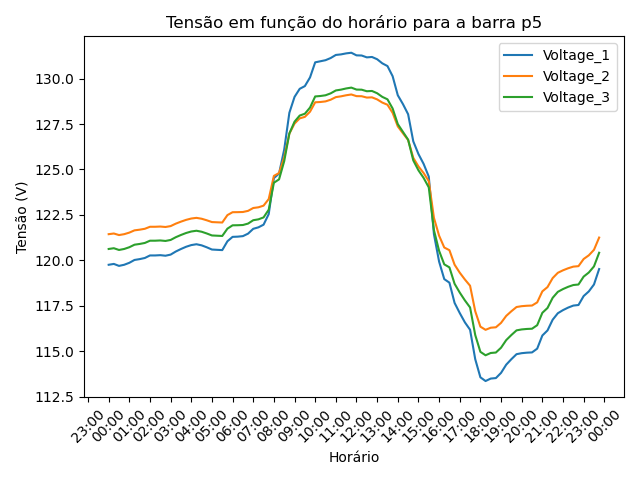 Tensão em função do horário para a barra p5
Voltage_1
Voltage_2
Voltage_3
Tensão (V)
130.0
127.5
125.0
122.5
120.0
117.5
115.0
112.5
23:00 00:00 01:00 02:00 03:00 04:00 05:00 06:00 07:00 08:00 09:00 10:00 11:00 12:00 13:00 14:00 15:00 16:00 17:00 18:00 19:00 20:00 21:00 22:00 23:00 00:00
Horário